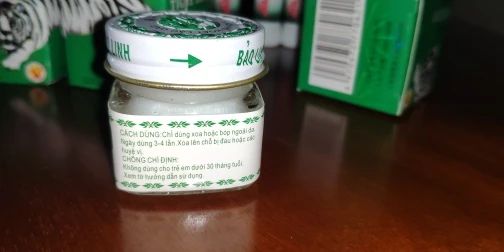 LINH → BẢO
CÁCH DÙNG: Chỉ dùng xoa hoặc bóp ngoài da.
Ngày dùng 3-4 lần. Xoa lên chỗ bị đau hoặc các
huyệt vị.
CHỐNG CHỈ ĐỊNH:
Không dùng cho trẻ em dưới 30 tháng tuổi.
Xem tờ hướng dẫn sử dụng.